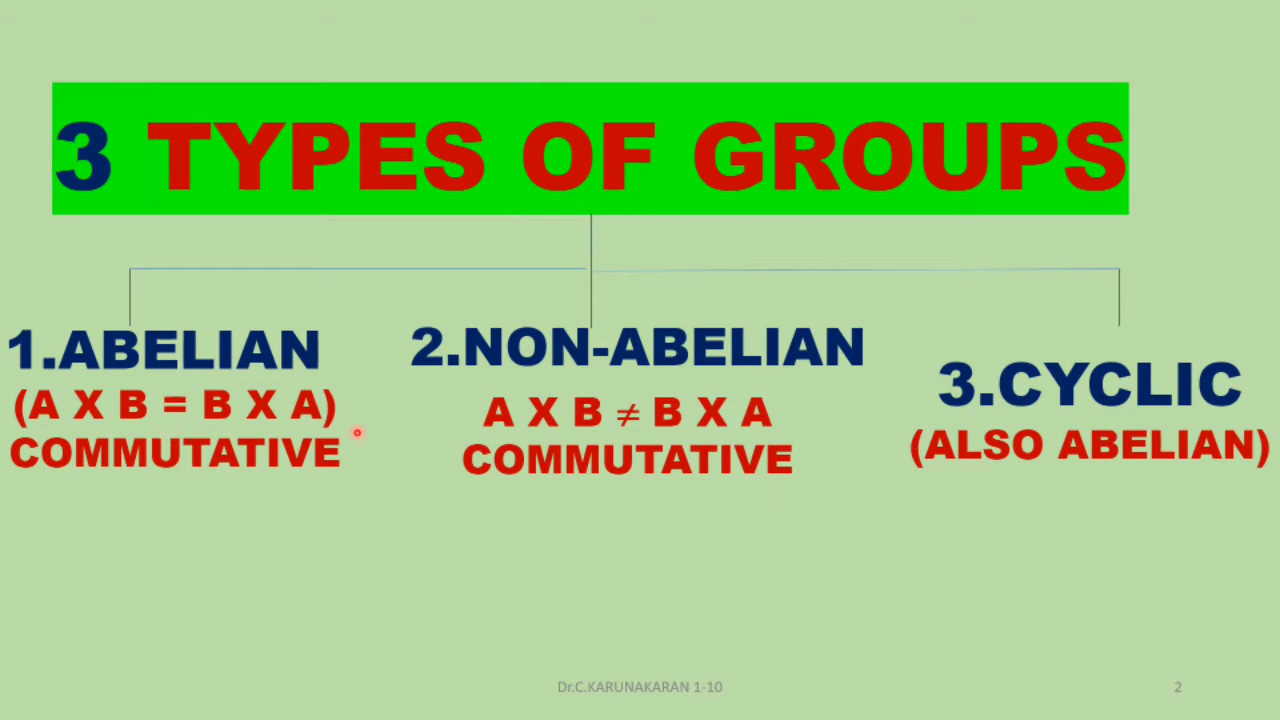 3 TYPES OF GROUPS
1.ABELIAN
(A X B = B X A)
COMMUTATIVE
2.NON-ABELIAN
A X B ≠ B X A
COMMUTATIVE
3.CYCLIC
(ALSO ABELIAN)
Dr.C.KARUNAKARAN 1-10
2